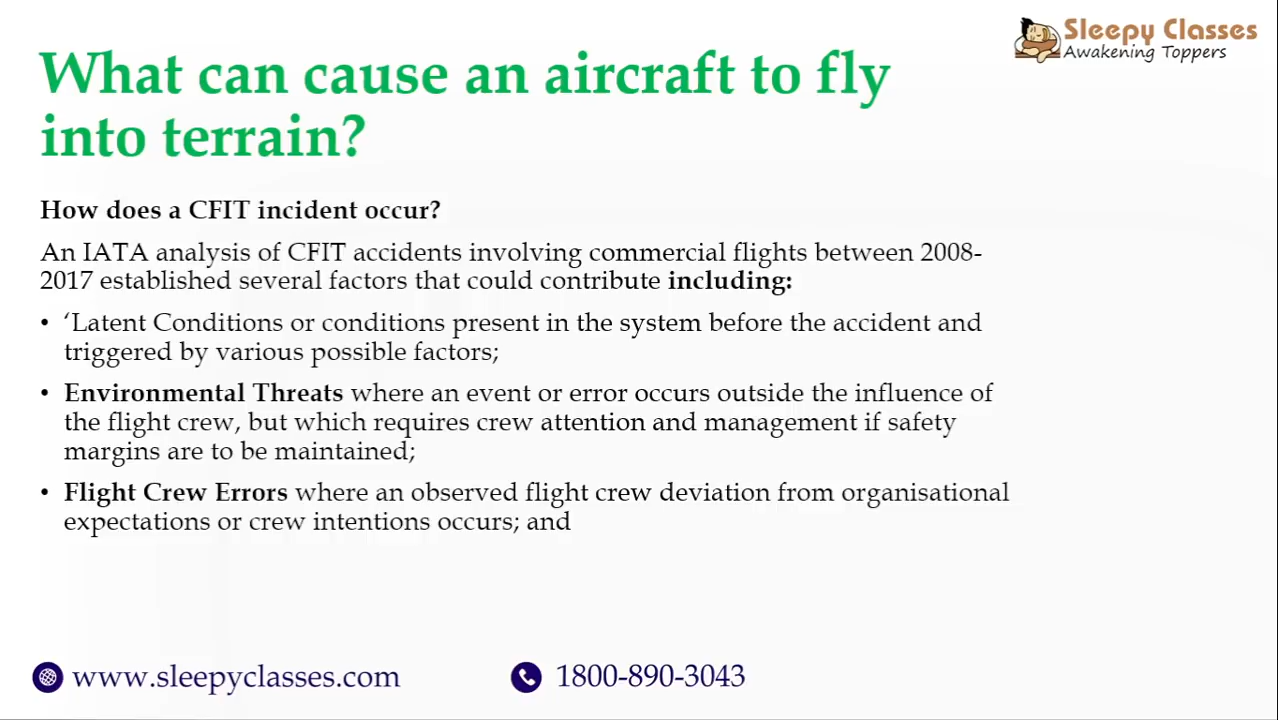 Sleepy Classes
Awakening Toppers
What can cause an aircraft to fly
into terrain?
How does a CFIT incident occur?
An IATA analysis of CFIT accidents involving commercial flights between 2008-
2017 established several factors that could contribute including:
• ‘Latent Conditions or conditions present in the system before the accident and
triggered by various possible factors;
• Environmental Threats where an event or error occurs outside the influence of
the flight crew, but which requires crew attention and management if safety
margins are to be maintained;
• Flight Crew Errors where an observed flight crew deviation from organisational
expectations or crew intentions occurs; and
www.sleepyclasses.com
1800-890-3043